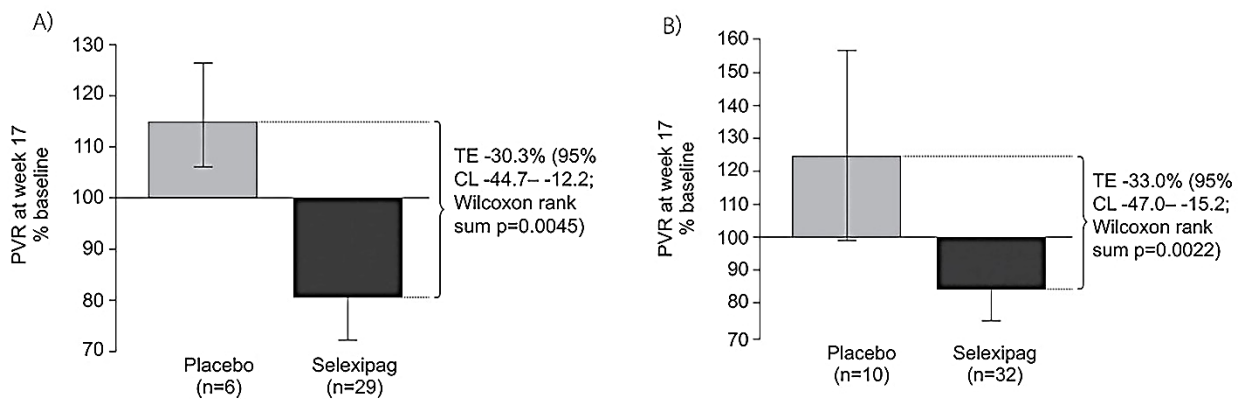 A)
PVR at week 17
% baseline
130
120
110
100
90
80
70
TE -30.3% (95%
CL -44.7– -12.2;
Wilcoxon rank
sum p=0.0045)
Placebo
(n=6)
Selexipag
(n=29)
B)
PVR at week 17
% baseline
160
150
140
130
120
110
100
90
80
70
TE -33.0% (95%
CL -47.0– -15.2;
Wilcoxon rank
sum p=0.0022)
Placebo
(n=10)
Selexipag
(n=32)